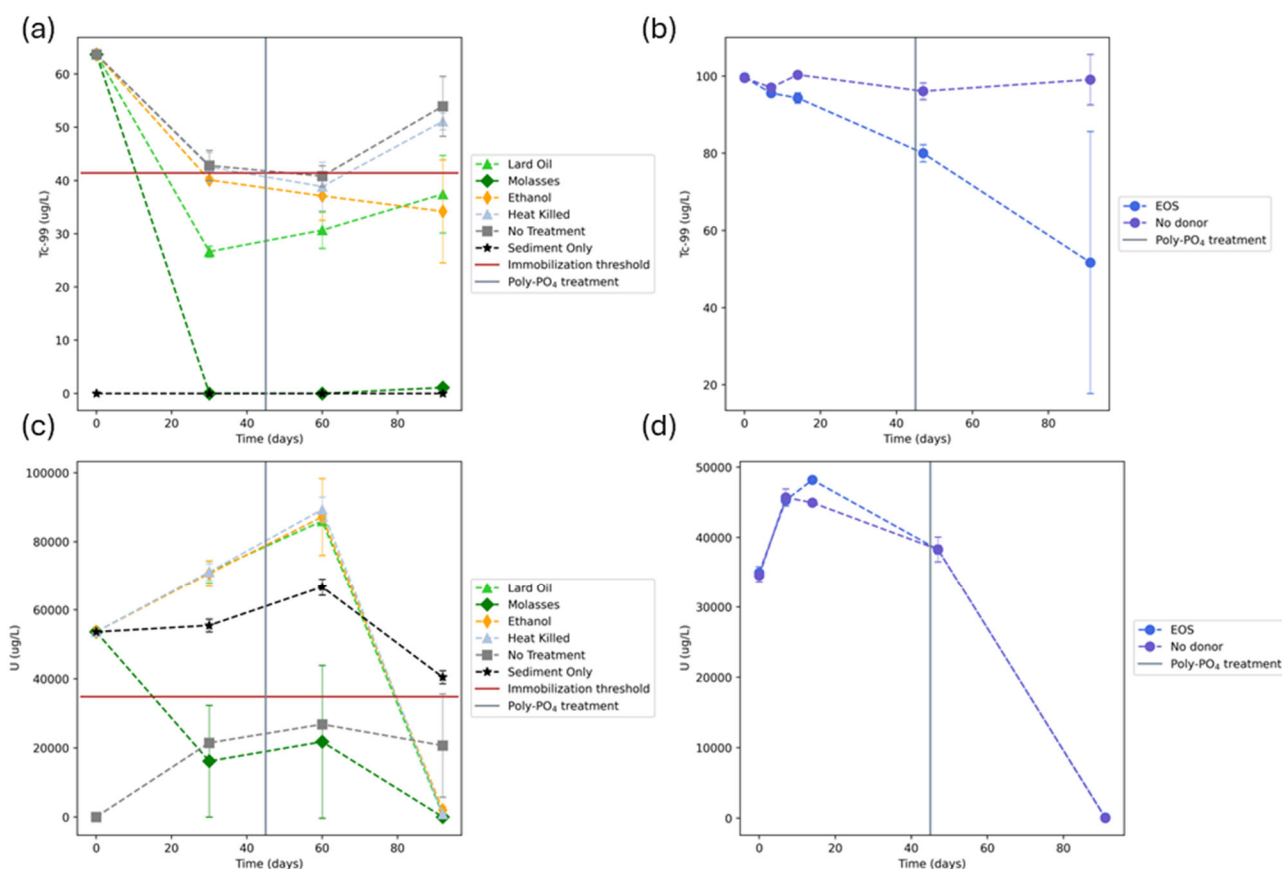 (a)
60
50
40
30
20
10
0
Tc-99 (ug/L)
0
20
40
60
80
Time (days)
Lard Oil
Molasses
Ethanol
Heat Killed
No Treatment
Sediment Only
Immobilization threshold
Poly-PO₄ treatment
(b)
100
80
60
40
20
Tc-99 (ug/L)
0
20
40
60
80
Time (days)
EOS
No donor
Poly-PO₄ treatment
(c)
100000
80000
60000
40000
20000
0
U (ug/L)
0
20
40
60
80
Time (days)
Lard Oil
Molasses
Ethanol
Heat Killed
No Treatment
Sediment Only
Immobilization threshold
Poly-PO₄ treatment
(d)
50000
40000
30000
20000
10000
0
U (ug/L)
0
20
40
60
80
Time (days)
EOS
No donor
Poly-PO₄ treatment